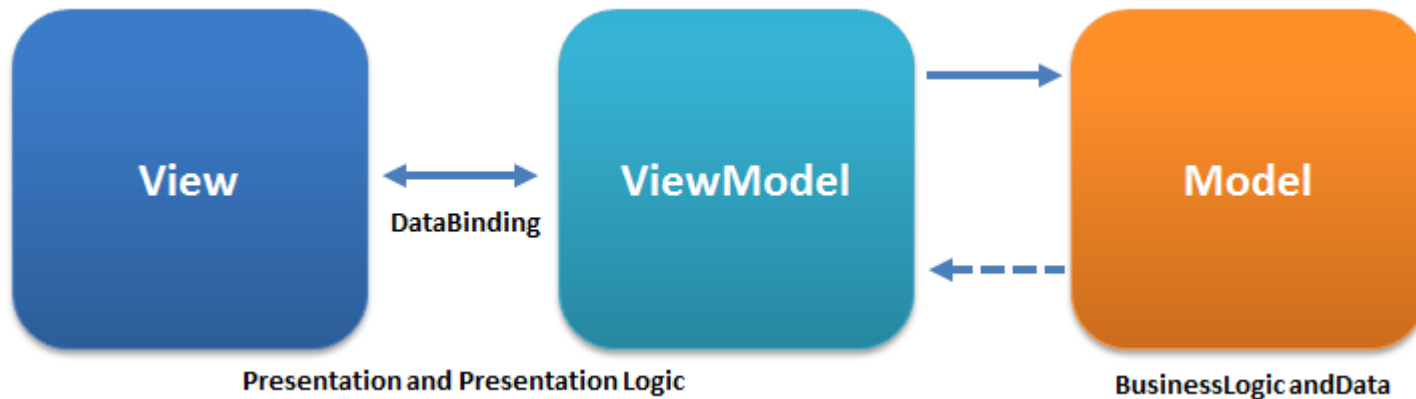 View
ViewModel
Model
DataBinding
Presentation and Presentation Logic
BusinessLogic andData